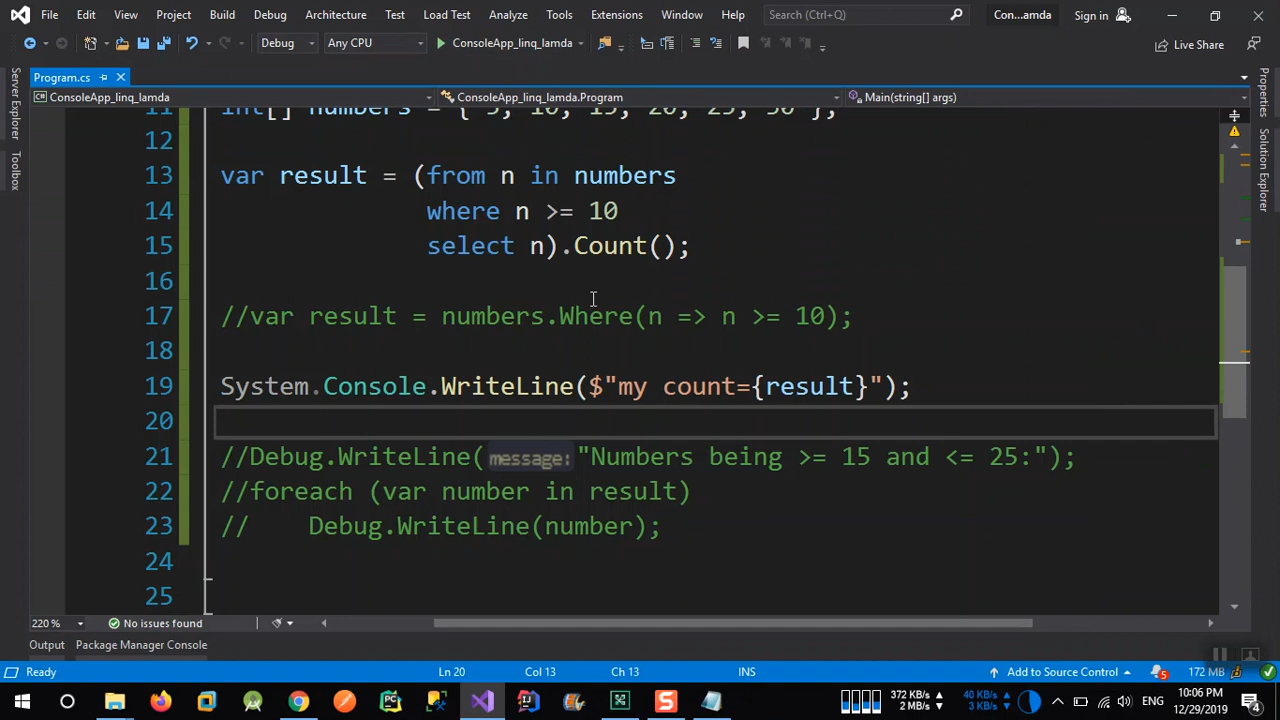 File Edit View Project Build Debug Architecture Test Load Test Analyze Tools Extensions Window Help Search (Ctrl+Q) Con...amda Sign in
Debug Any CPU ConsoleApp_linq_lamda Live Share
Program.cs
ConsoleApp_linq_lamda ConsoleApp_linq_lamda.Program Main(string[] args)
Server Explorer
Toolbox
Properties
Solution Explorer
11 int[] numbers = { 5, 10, 15, 20, 25, 30 };
12
13 var result = (from n in numbers
14 where n >= 10
15 select n).Count();
16
17 //var result = numbers.Where(n => n >= 10);
18
19 System.Console.WriteLine($"my count={result}");
20
21 //Debug.WriteLine(message: "Numbers being >= 15 and <= 25:");
22 //foreach (var number in result)
23 // Debug.WriteLine(number);
24
25
220 % No issues found
Output Package Manager Console
Ready Ln 20 Col 13 Ch 13 INS Add to Source Control 5 172 MB
PC S 372 KB/s 2 MB/s 40 KB/s 3 KB/s ENG 10:06 PM
12/29/2019 4